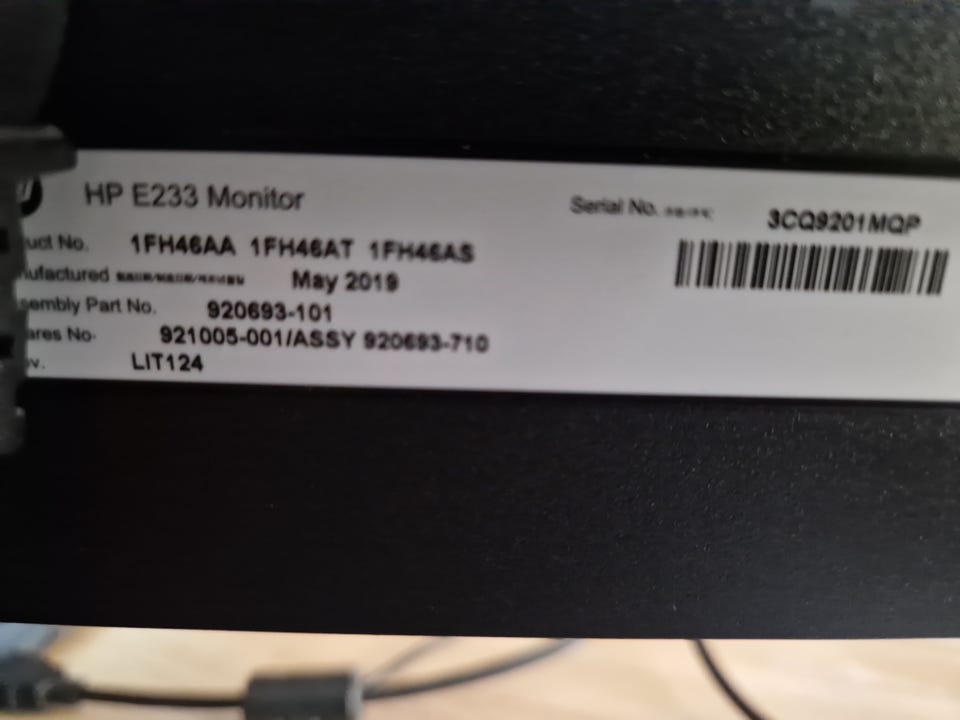 HP E233 Monitor
Serial No.
3CQ9201MQP
uct No. 1FH46AA 1FH46AT 1FH46AS
ufactured May 2019
sembly Part No. 920693-101
ares No. 921005-001/ASSY 920693-710
v. LIT124